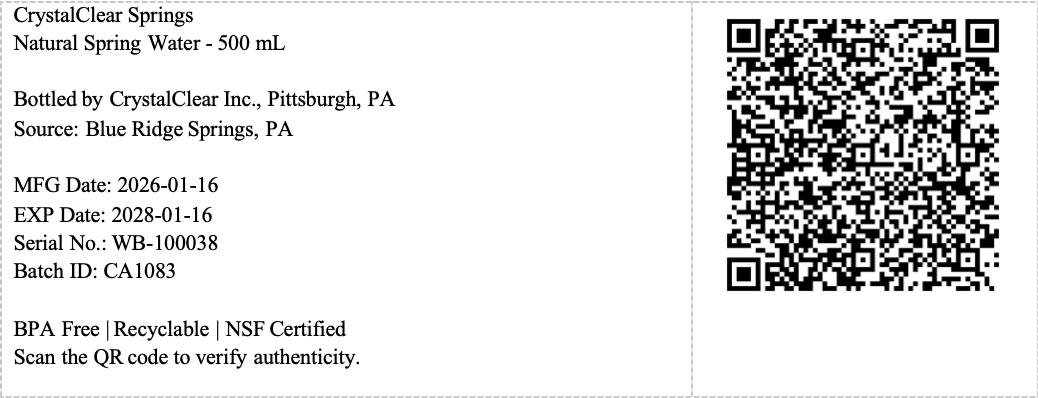 CrystalClear Springs
Natural Spring Water - 500 mL
Bottled by CrystalClear Inc., Pittsburgh, PA
Source: Blue Ridge Springs, PA
MFG Date: 2026-01-16
EXP Date: 2028-01-16
Serial No.: WB-100038
Batch ID: CA1083
BPA Free | Recyclable | NSF Certified
Scan the QR code to verify authenticity.